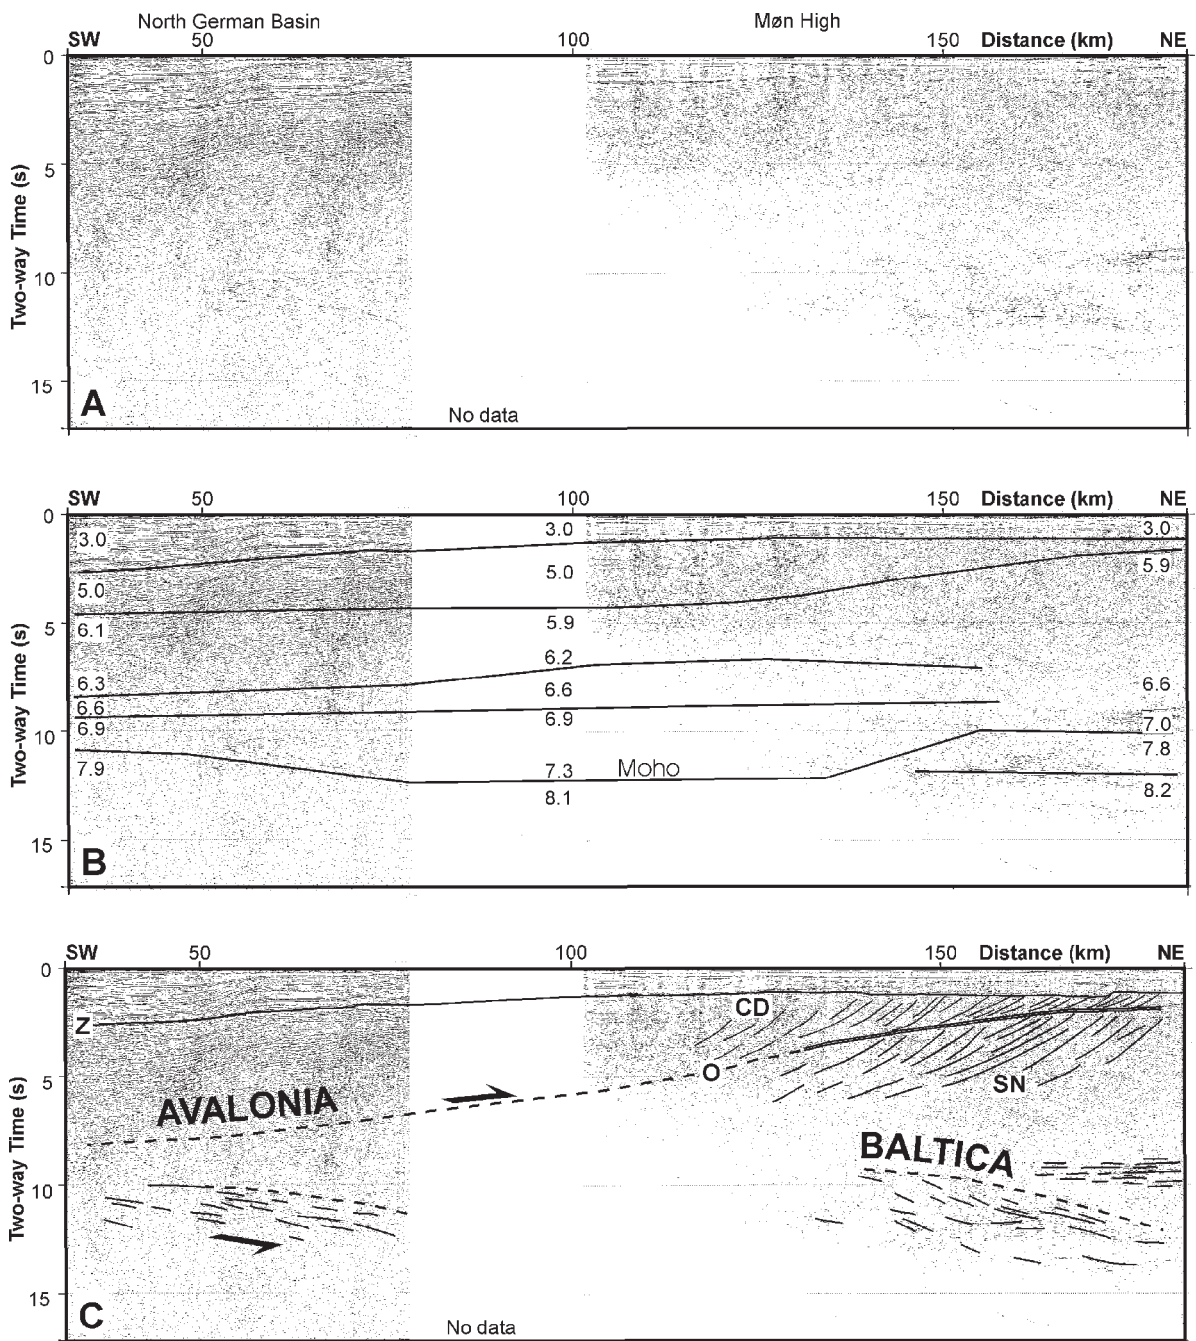 North German Basin Møn High
SW 50 100 150 Distance (km) NE
0
5
10
15
Two-way Time (s)
A
No data
SW 50 100 150 Distance (km) NE
0
3.0 3.0 3.0
5.0 5.0 5.9
5
6.1 5.9
6.2
6.3 6.6 6.6
6.6 6.9 7.0
6.9
10
7.8
7.9 7.3 Moho
8.1 8.2
15
Two-way Time (s)
B
SW 50 100 150 Distance (km) NE
0
CD
Z
O
5
SN
AVALONIA
BALTICA
10
15
Two-way Time (s)
C
No data